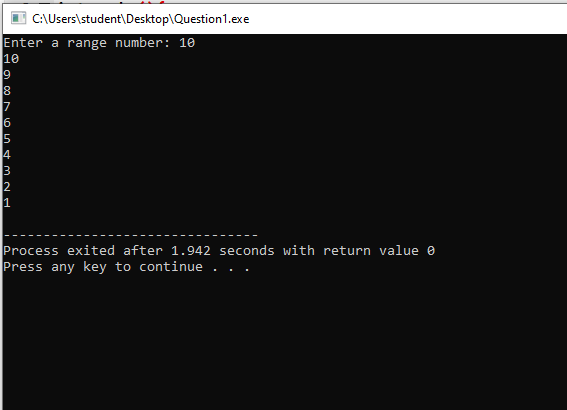 C:\Users\student\Desktop\Question1.exe
Enter a range number: 10
10
9
8
7
6
5
4
3
2
1
--------------------------------
Process exited after 1.942 seconds with return value 0
Press any key to continue . . .